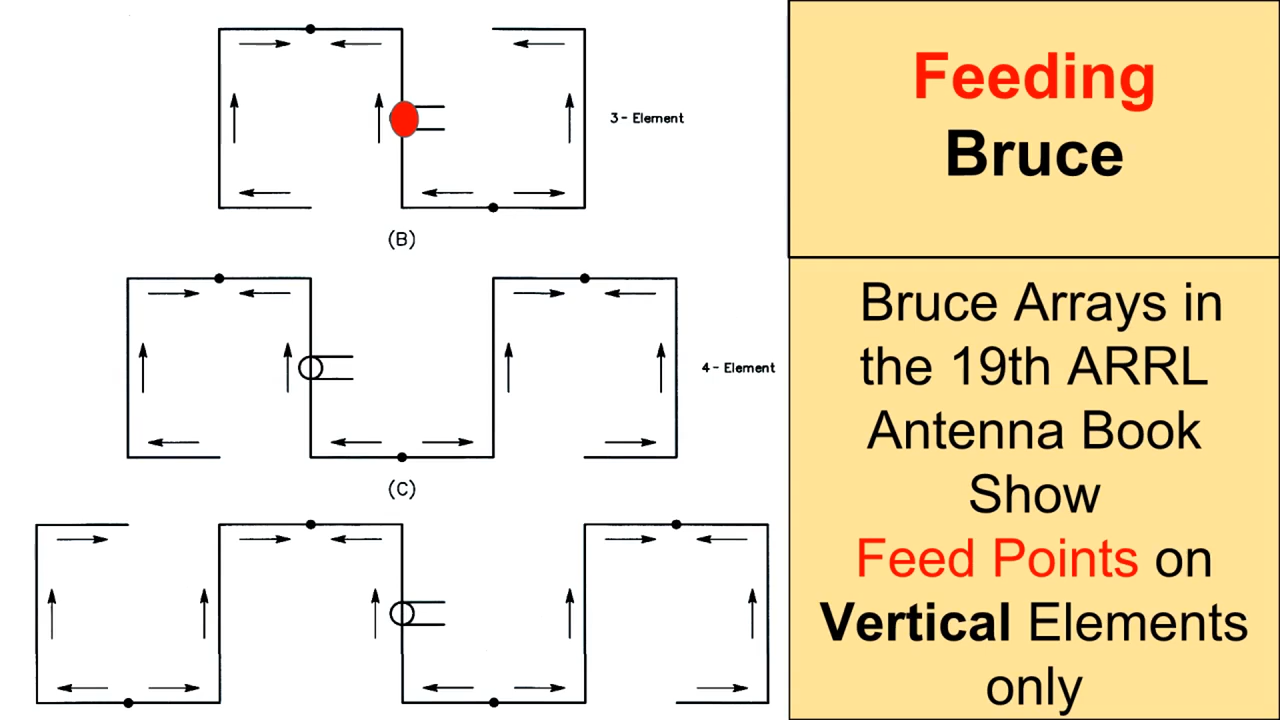 3 - Element
(B)
4 - Element
(C)
Feeding
Bruce
Bruce Arrays in
the 19th ARRL
Antenna Book
Show
Feed Points on
Vertical Elements
only